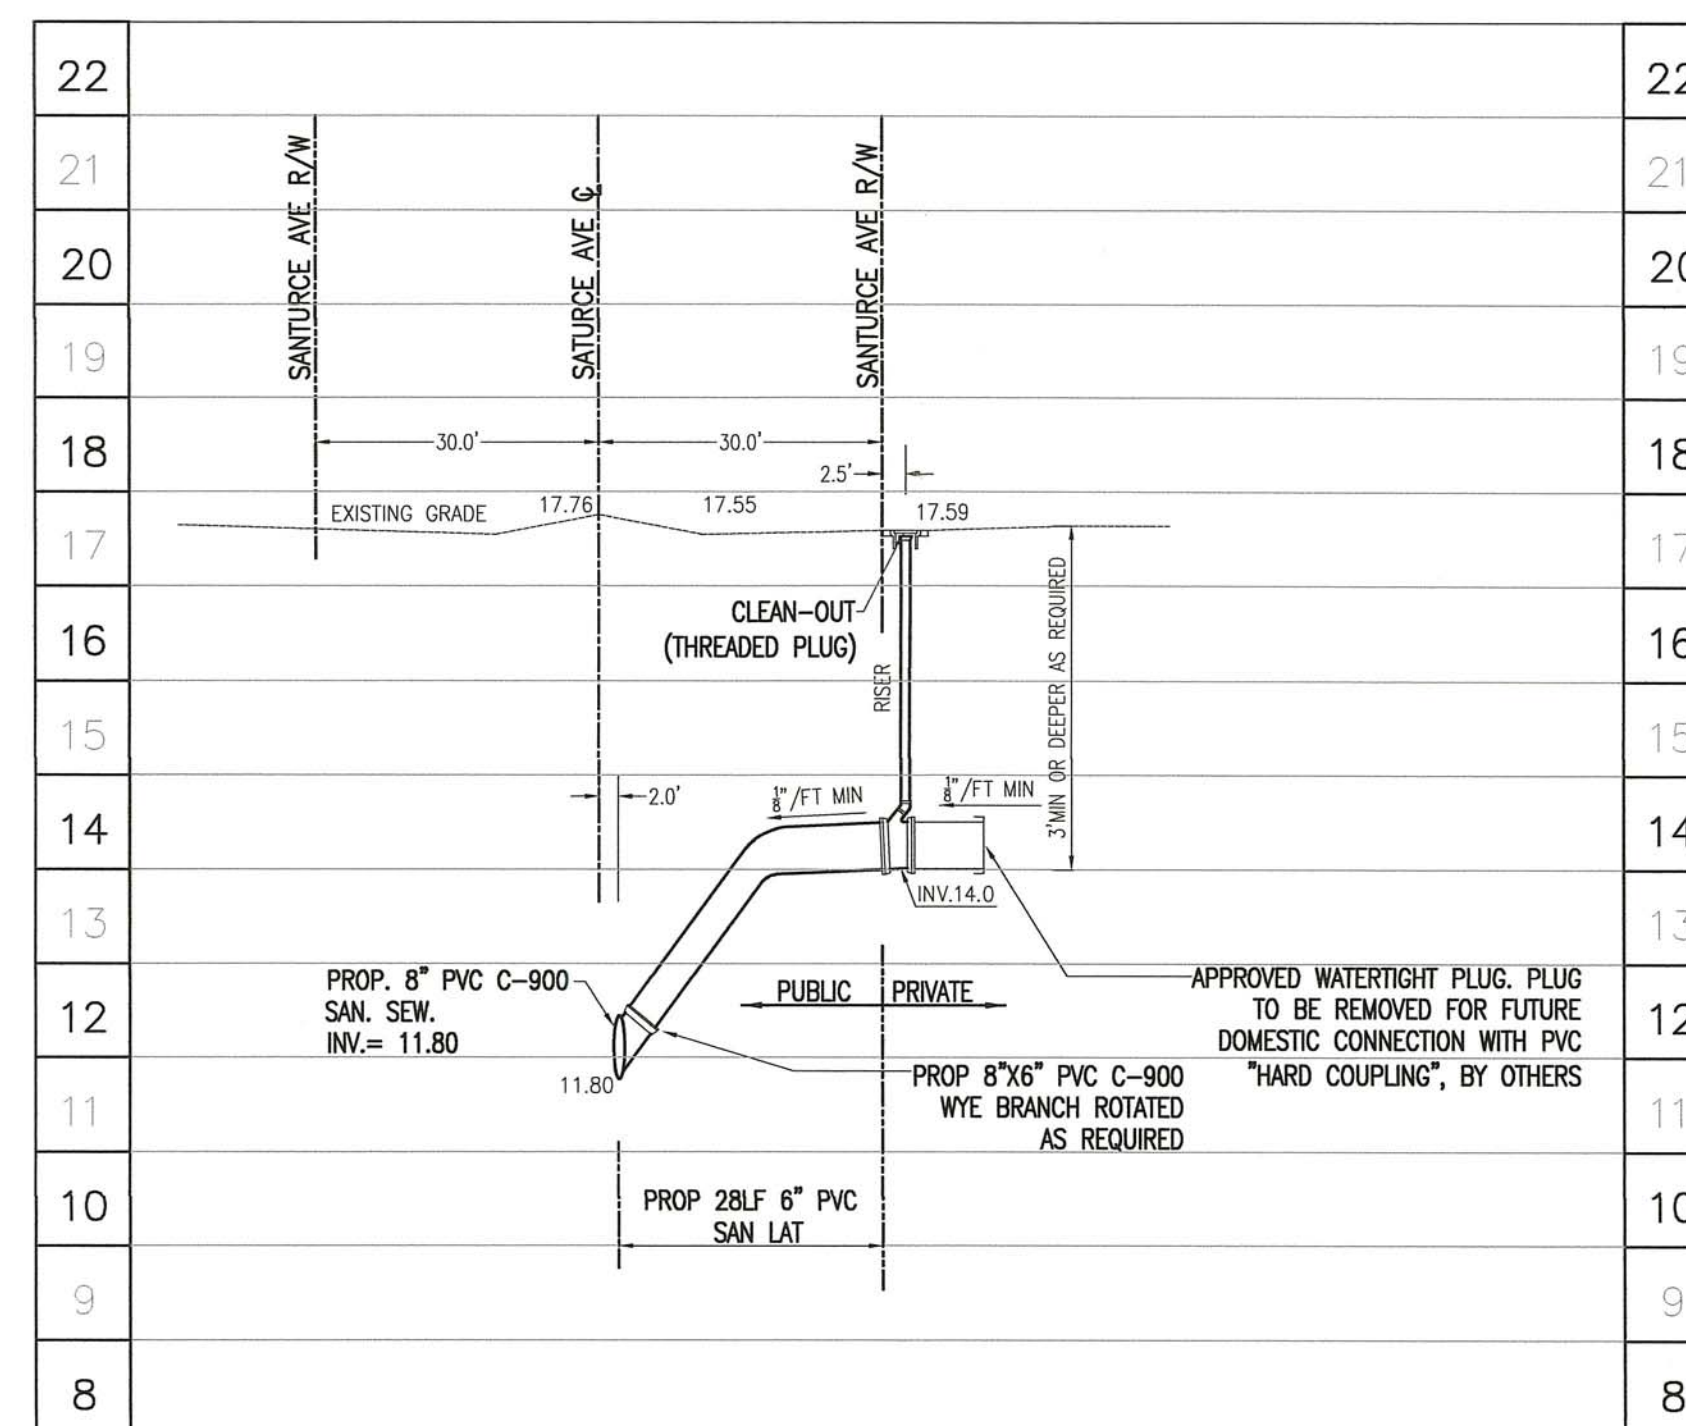 22
21
20
19
18
17
16
15
14
13
12
11
10
9
8
SANTURCE AVE R/W
SATURCE AVE ℄
SANTURCE AVE R/W
30.0'
30.0'
2.5'
EXISTING GRADE
17.76
17.55
17.59
CLEAN-OUT
(THREADED PLUG)
RISER
3'MIN OR DEEPER AS REQUIRED
2.0'
⅛"/FT MIN
⅛"/FT MIN
INV.14.0
PROP. 8" PVC C-900
SAN. SEW.
INV.= 11.80
11.80
PUBLIC
PRIVATE
APPROVED WATERTIGHT PLUG. PLUG
TO BE REMOVED FOR FUTURE
DOMESTIC CONNECTION WITH PVC
"HARD COUPLING", BY OTHERS
PROP 8"X6" PVC C-900
WYE BRANCH ROTATED
AS REQUIRED
PROP 28LF 6" PVC
SAN LAT
22
21
20
19
18
17
16
15
14
13
12
11
10
9
8